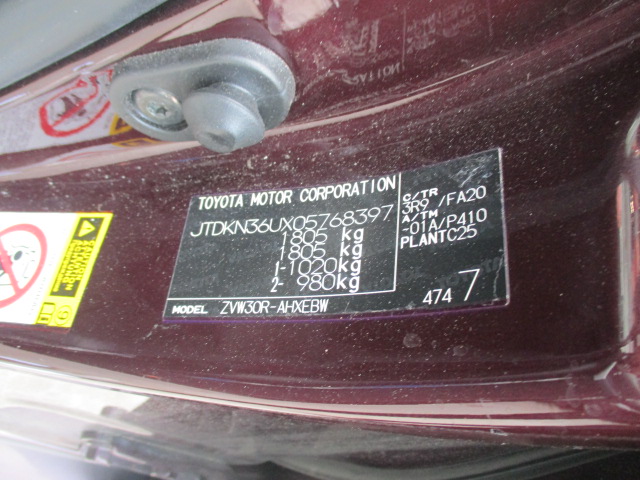 TOYOTA MOTOR CORPORATION
JTDKN36UX05768397
1805 kg
1805 kg
1- 1020kg
2- 980kg
MODEL ZVW30R-AHXEBW
C/TR
3R9 /FA20
A/TM
-01A/P410
PLANTC25
474 7